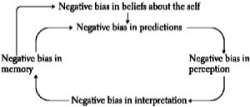 Negative bias in beliefs about the self
Negative bias in predictions
Negative bias in
memory
Negative bias in
perception
Negative bias in interpretation